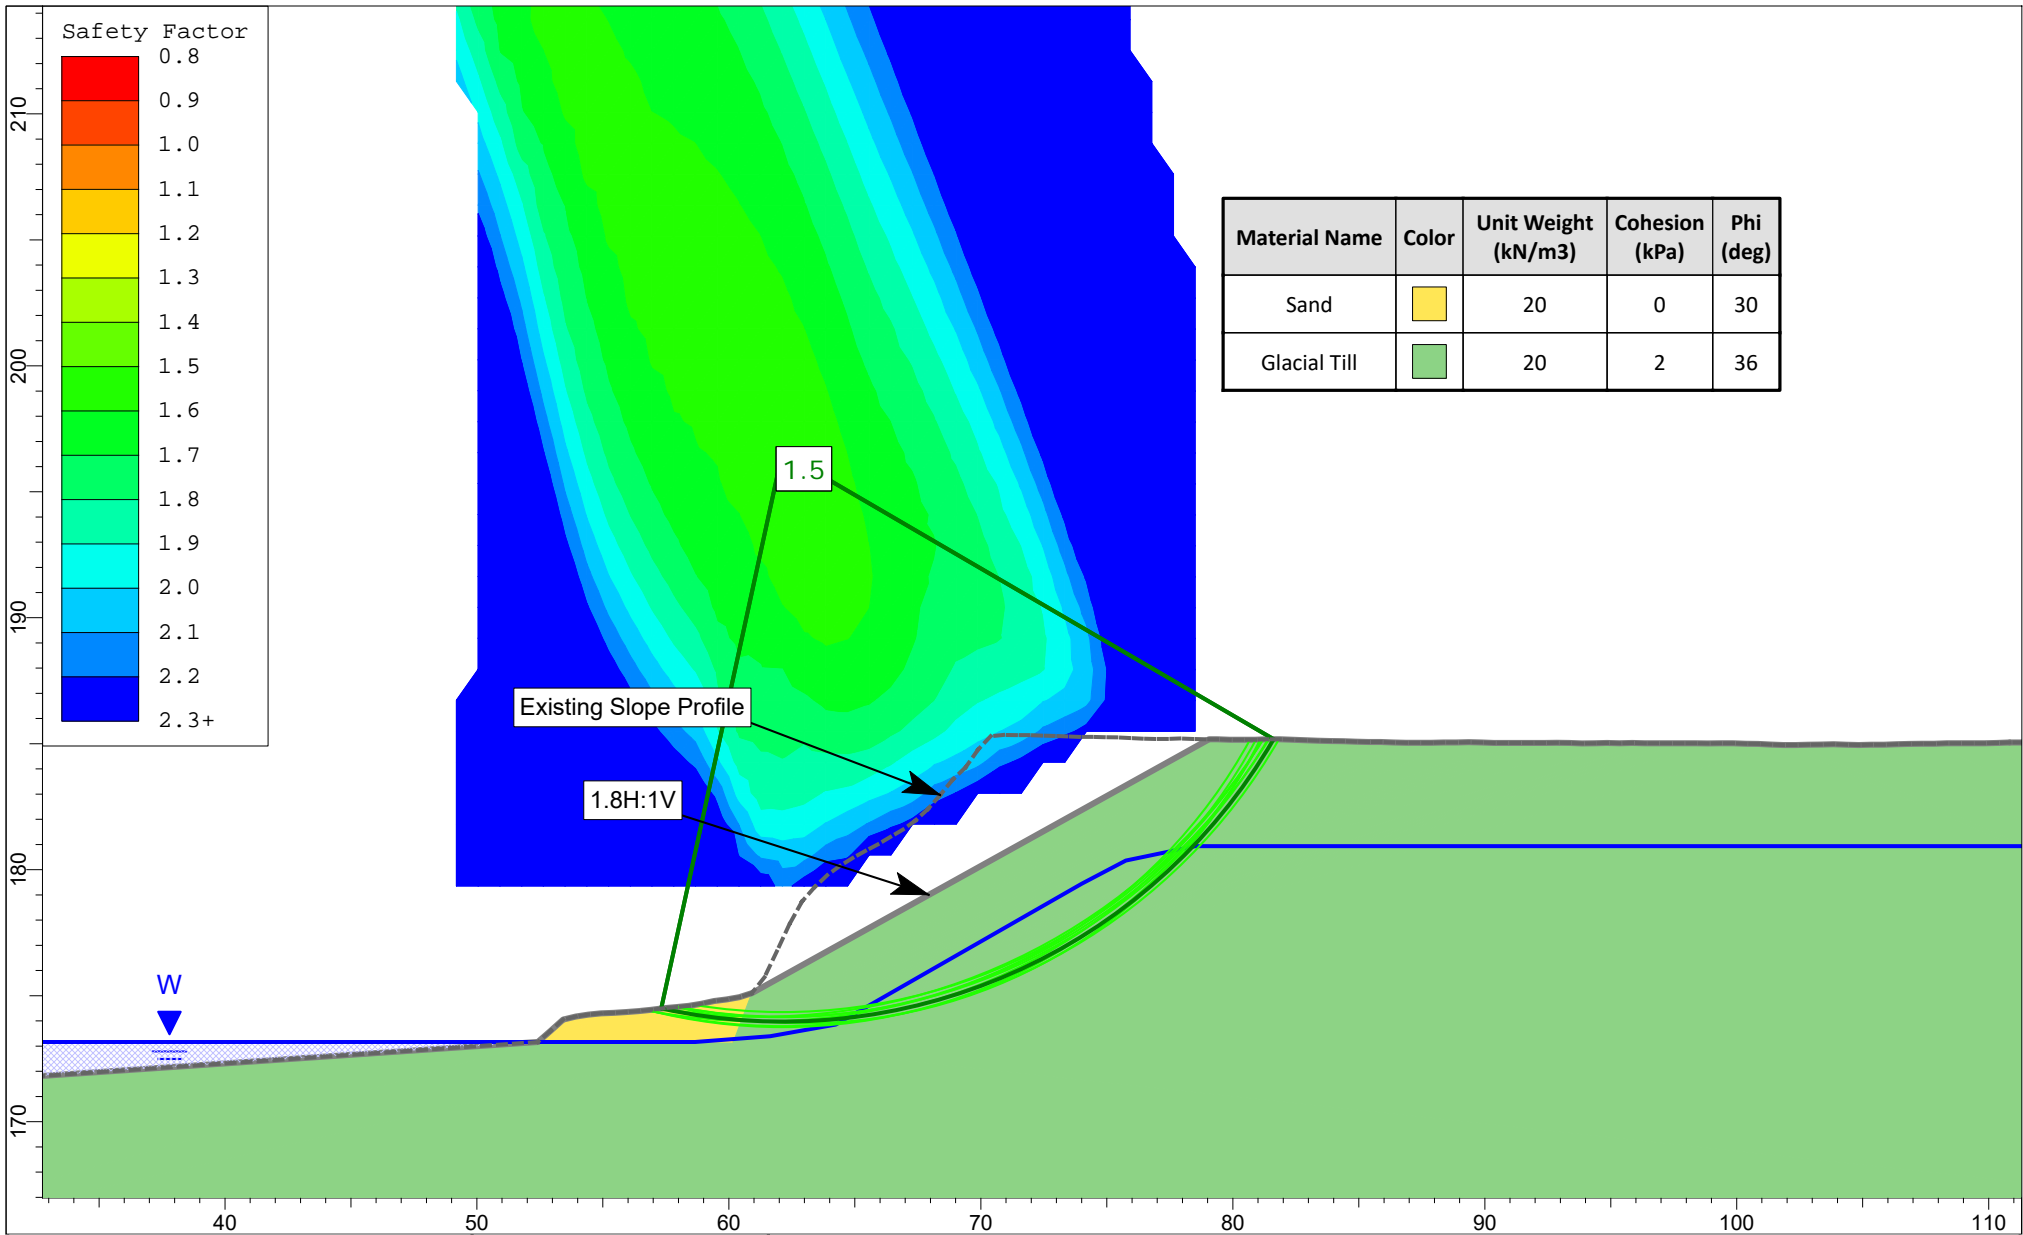 Safety Factor
0.8
0.9
1.0
1.1
1.2
1.3
1.4
1.5
1.6
1.7
1.8
1.9
2.0
2.1
2.2
2.3+
210
200
190
180
170
Material Name Color Unit Weight (kN/m3) Cohesion (kPa) Phi (deg)
Sand 20 0 30
Glacial Till 20 2 36
1.5
Existing Slope Profile
1.8H:1V
W
40 50 60 70 80 90 100 110